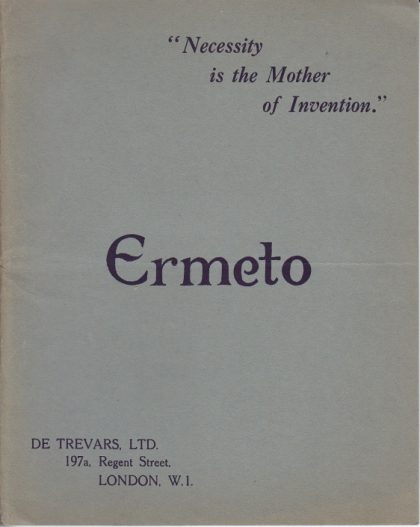 “Necessity
is the Mother
of Invention.”
Ermeto
DE TREVARS, LTD.
197a, Regent Street,
LONDON, W.1.